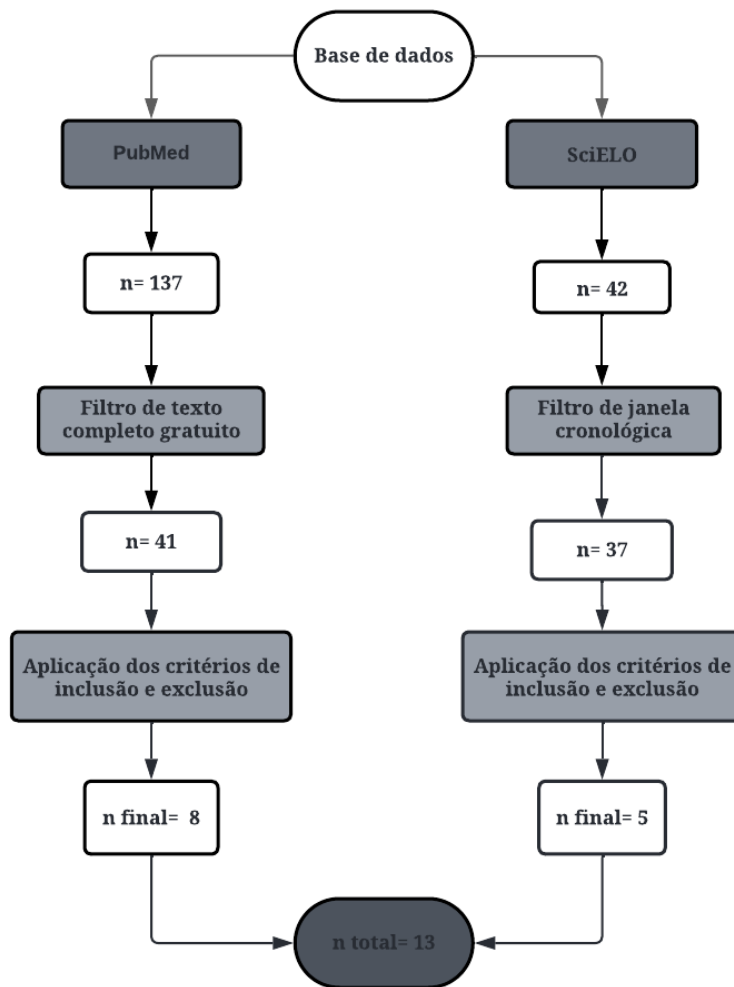 Base de dados
PubMed
SciELO
n= 137
n= 42
Filtro de texto
completo gratuito
Filtro de janela
cronológica
n= 41
n= 37
Aplicação dos critérios de
inclusão e exclusão
Aplicação dos critérios de
inclusão e exclusão
n final= 8
n final= 5
n total= 13